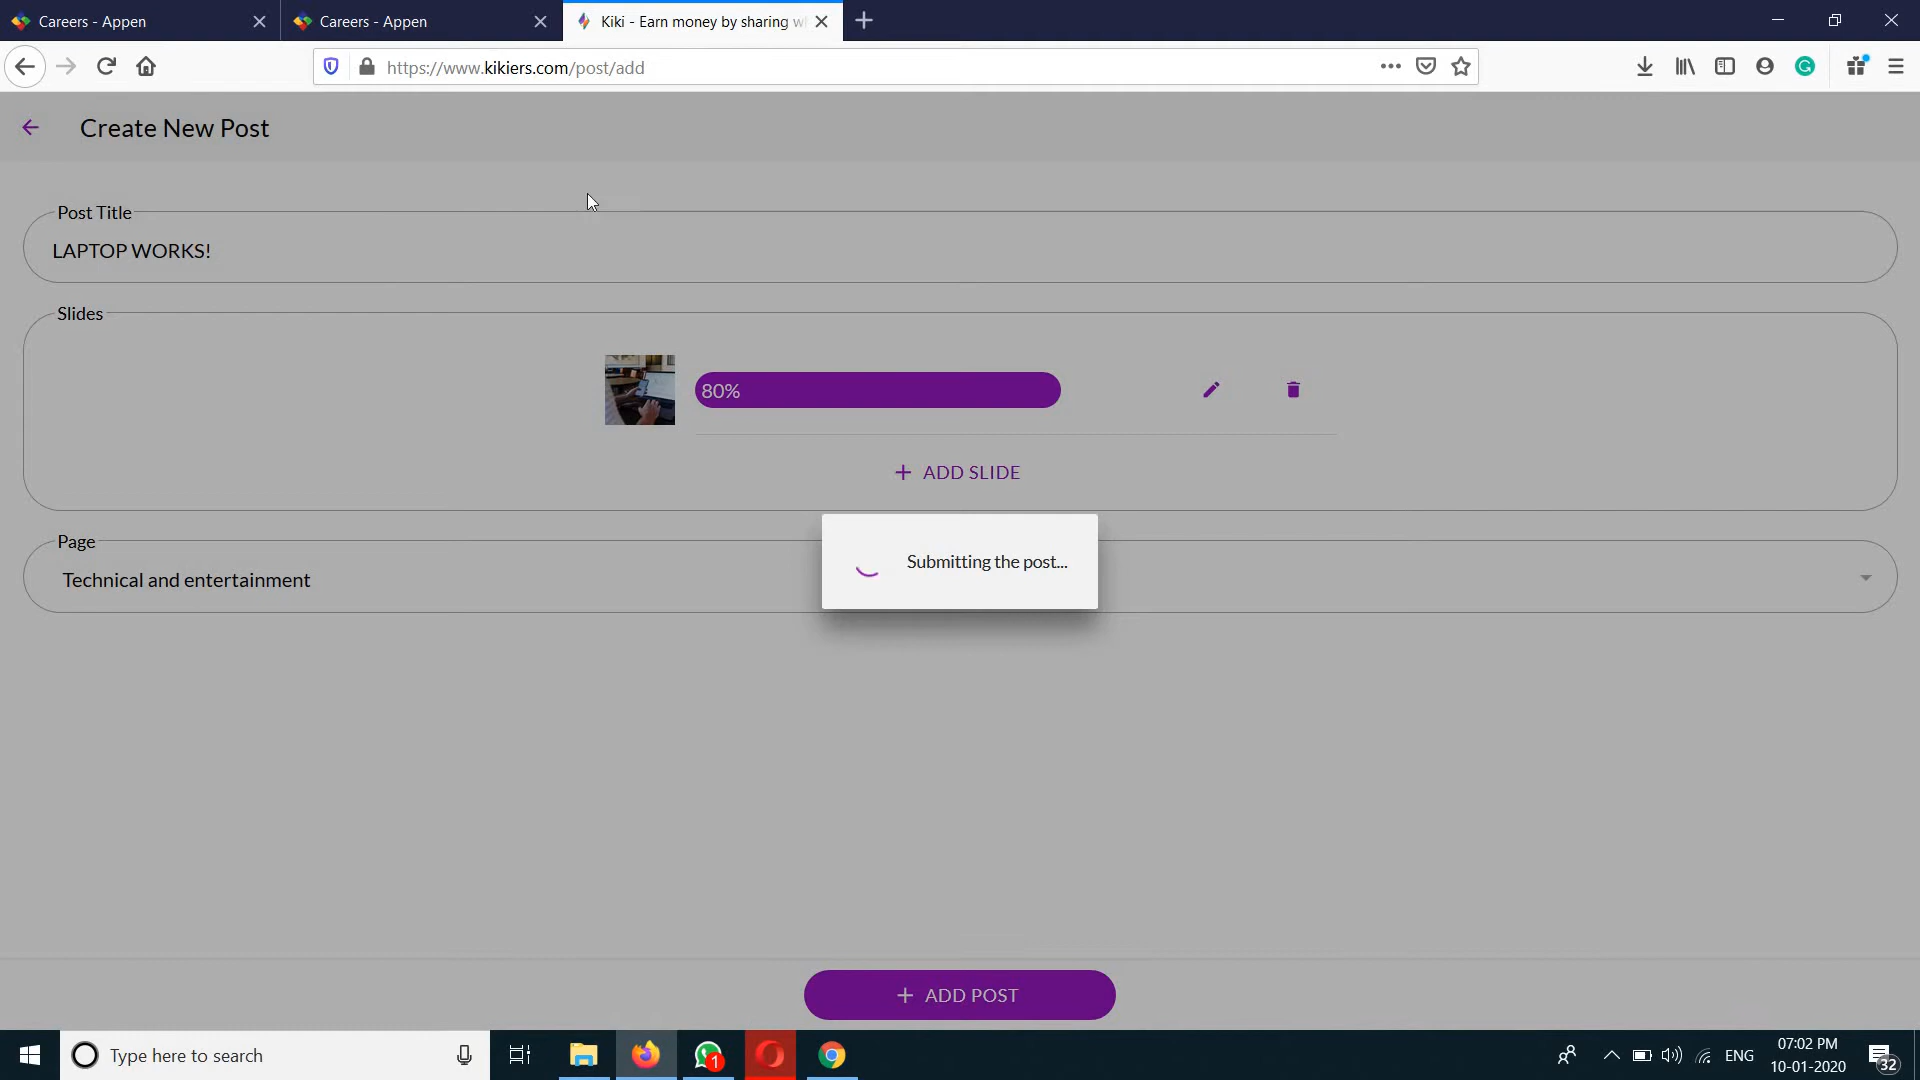 Careers - Appen
Careers - Appen
Kiki - Earn money by sharing w
https://www.kikiers.com/post/add
Create New Post
Post Title
LAPTOP WORKS!
Slides
80%
+ ADD SLIDE
Submitting the post...
Page
Technical and entertainment
+ ADD POST
Type here to search
1
ENG
07:02 PM
10-01-2020
32